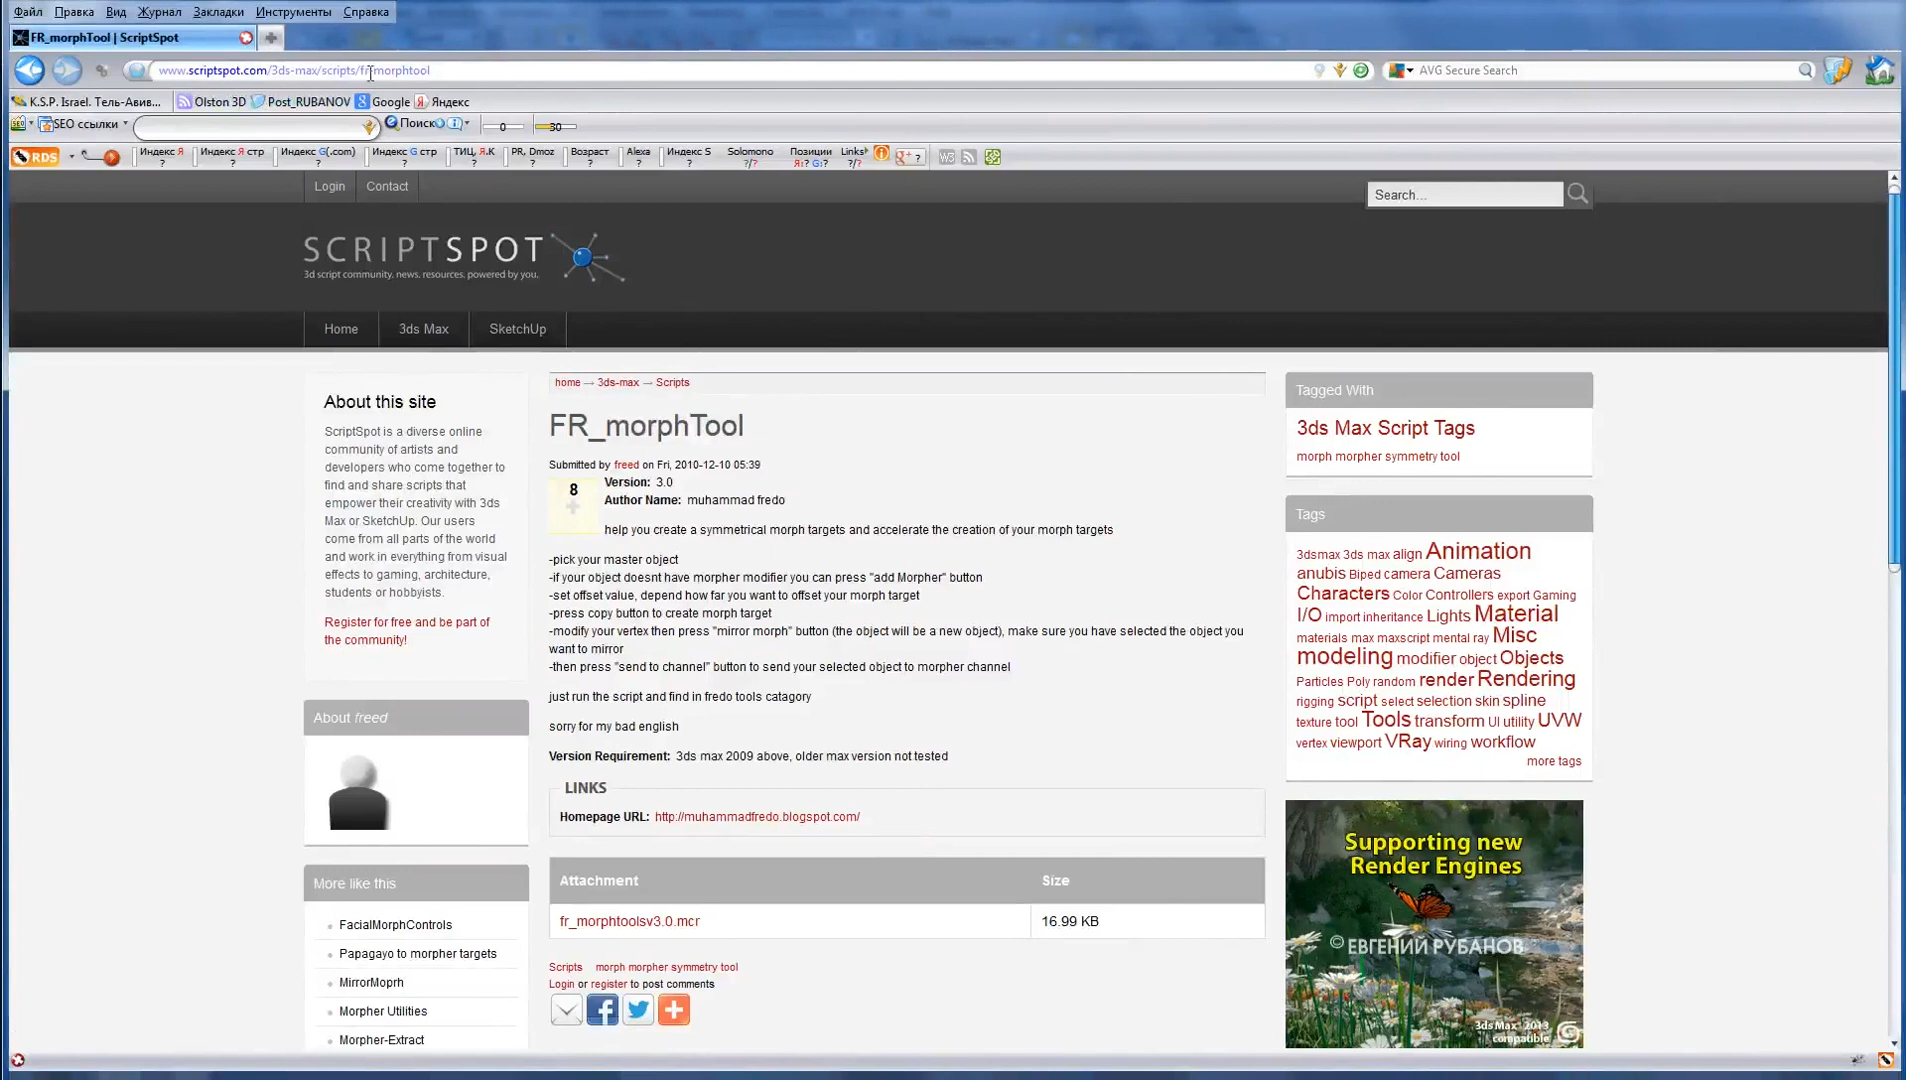 Файл Правка Вид Журнал Закладки Инструменты Справка
FR_morphTool | ScriptSpot
www.scriptspot.com/3ds-max/scripts/fr-morphtool
AVG Secure Search
K.S.P. Israel. Тель-Авив... Olston 3D Post_RUBANOV Google Яндекс
SEO ссылки Поиск 0 30
RDS Индекс Я ? Индекс Я стр ? Индекс G(.com) ? Индекс G стр ? ТИЦ, Я.К ? PR, Dmoz ? Возраст ? Alexa ? Индекс S ? Solomono ?/? Позиции Я:? G:? Links ?/? ?
Login Contact
Search...
SCRIPTSPOT
3d script community. news. resources. powered by you.
Home 3ds Max SketchUp
About this site
ScriptSpot is a diverse online
community of artists and
developers who come together to
find and share scripts that
empower their creativity with 3ds
Max or SketchUp. Our users
come from all parts of the world
and work in everything from visual
effects to gaming, architecture,
students or hobbyists.
Register for free and be part of
the community!
About freed
More like this
FacialMorphControls
Papagayo to morpher targets
MirrorMoprh
Morpher Utilities
Morpher-Extract
home → 3ds-max → Scripts
FR_morphTool
Submitted by freed on Fri, 2010-12-10 05:39
8
Version: 3.0
Author Name: muhammad fredo
help you create a symmetrical morph targets and accelerate the creation of your morph targets
-pick your master object
-if your object doesnt have morpher modifier you can press "add Morpher" button
-set offset value, depend how far you want to offset your morph target
-press copy button to create morph target
-modify your vertex then press "mirror morph" button (the object will be a new object), make sure you have selected the object you
want to mirror
-then press "send to channel" button to send your selected object to morpher channel
just run the script and find in fredo tools catagory
sorry for my bad english
Version Requirement: 3ds max 2009 above, older max version not tested
LINKS
Homepage URL: http://muhammadfredo.blogspot.com/
Attachment Size
fr_morphtoolsv3.0.mcr 16.99 KB
Scripts morph morpher symmetry tool
Login or register to post comments
Tagged With
3ds Max Script Tags
morph morpher symmetry tool
Tags
3dsmax 3ds max align Animation
anubis Biped camera Cameras
Characters Color Controllers export Gaming
I/O import inheritance Lights Material
materials max maxscript mental ray Misc
modeling modifier object Objects
Particles Poly random render Rendering
rigging script select selection skin spline
texture tool Tools transform UI utility UVW
vertex viewport VRay wiring workflow
more tags
Supporting new
Render Engines
© ЕВГЕНИЙ РУБАНОВ
3ds Max 2013
compatible